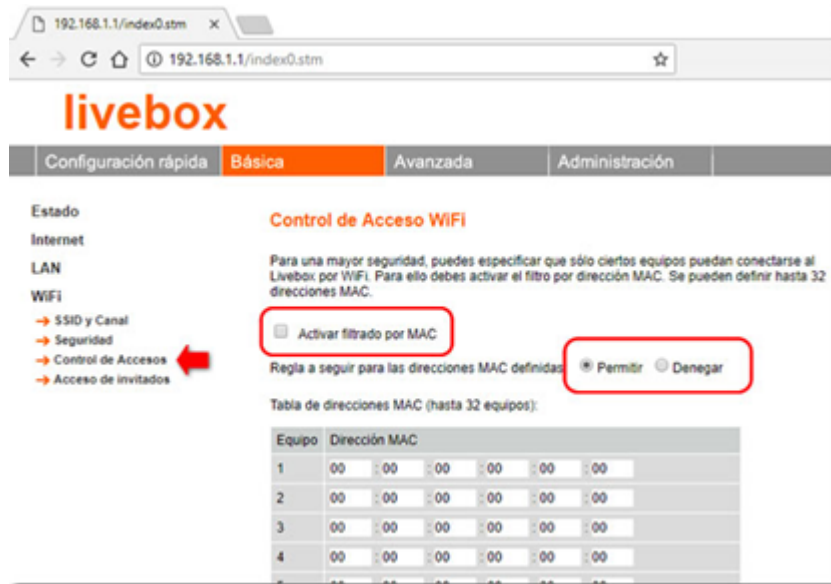 192.168.1.1/index0.stm
192.168.1.1/index0.stm
livebox
Configuración rápida Básica Avanzada Administración
Estado
Internet
LAN
WiFi
SSID y Canal
Seguridad
Control de Accesos
Acceso de invitados
Control de Acceso WiFi
Para una mayor seguridad, puedes especificar que sólo ciertos equipos puedan conectarse al
Livebox por WiFi. Para ello debes activar el filtro por dirección MAC. Se pueden definir hasta 32
direcciones MAC.
Activar filtrado por MAC
Regla a seguir para las direcciones MAC definidas Permitir Denegar
Tabla de direcciones MAC (hasta 32 equipos):
Equipo Dirección MAC
1 00 : 00 : 00 : 00 : 00 : 00
2 00 : 00 : 00 : 00 : 00 : 00
3 00 : 00 : 00 : 00 : 00 : 00
4 00 : 00 : 00 : 00 : 00 : 00